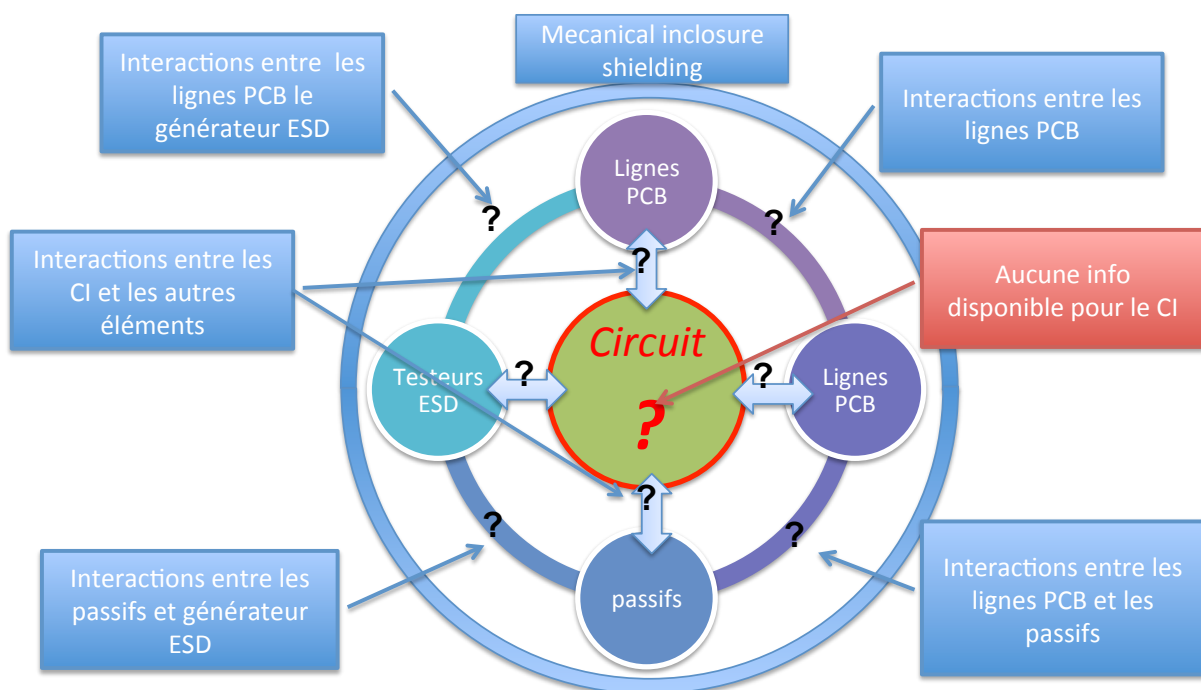 Interactions entre les
lignes PCB le
générateur ESD
Mecanical inclosure
shielding
Interactions entre les
lignes PCB
Lignes
PCB
?
?
?
Interactions entre les
CI et les autres
éléments
Aucune info
disponible pour le CI
Circuit
?
Testeurs
ESD
?
?
Lignes
PCB
?
?
?
passifs
Interactions entre les
passifs et générateur
ESD
Interactions entre les
lignes PCB et les
passifs